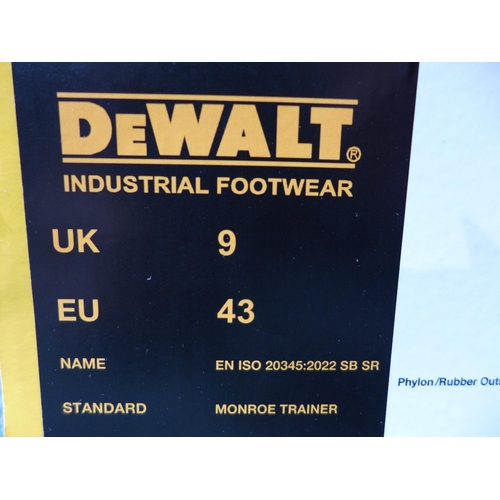 DEWALT®
INDUSTRIAL FOOTWEAR
UK 9
EU 43
NAME EN ISO 20345:2022 SB SR
STANDARD MONROE TRAINER
Phylon/Rubber